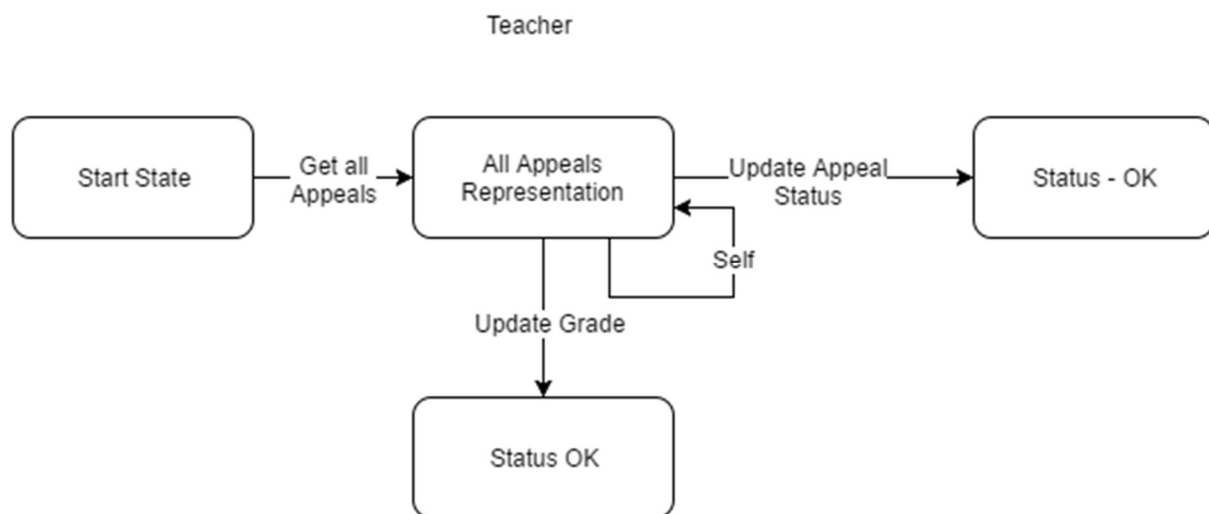 Teacher
Start State
Get all
Appeals
All Appeals
Representation
Update Appeal
Status
Status - OK
Self
Update Grade
Status OK